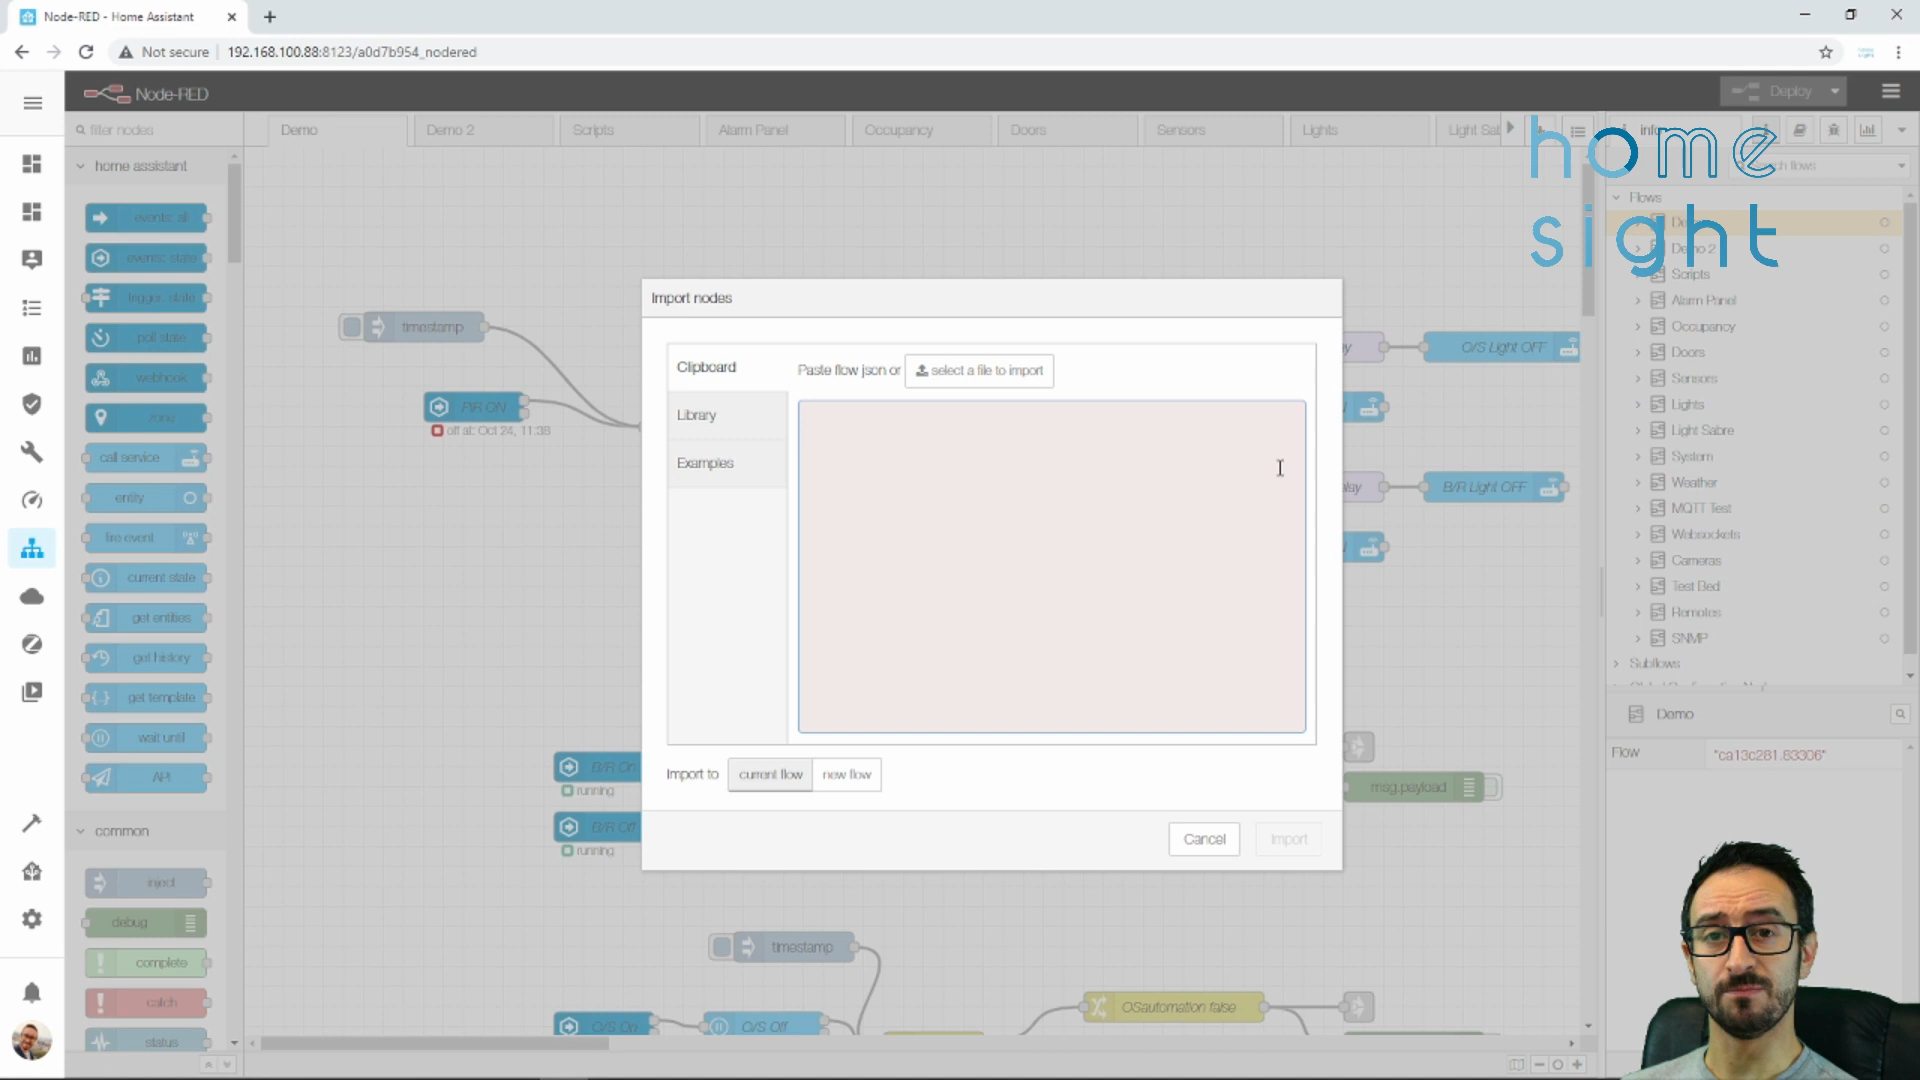 Node-RED - Home Assistant
Not secure
192.168.100.88:8123/a0d7b954_nodered
Node-RED
Deploy
filter nodes
Demo
Demo 2
Scripts
Alarm Panel
Occupancy
Doors
Sensors
Lights
Light Sab
info
home
sight
home assistant
events: all
events: state
trigger: state
poll state
webhook
zone
call service
entity
fire event
current state
get entities
get history
get template
wait until
API
common
inject
debug
complete
catch
status
timestamp
PIR ON
off at: Oct 24, 11:38
B/R On
running
B/R Off
running
timestamp
O/S On
O/S Off
OSautomation false
O/S Light OFF
B/R Light OFF
msg.payload
Import nodes
Clipboard
Library
Examples
Paste flow json or
select a file to import
Import to
current flow
new flow
Cancel
Import
Flows
Demo 2
Scripts
Alarm Panel
Occupancy
Doors
Sensors
Lights
Light Sabre
System
Weather
MQTT Test
Websockets
Cameras
Test Bed
Remotes
SNMP
Subflows
Demo
Flow
"ca13c281.83306"